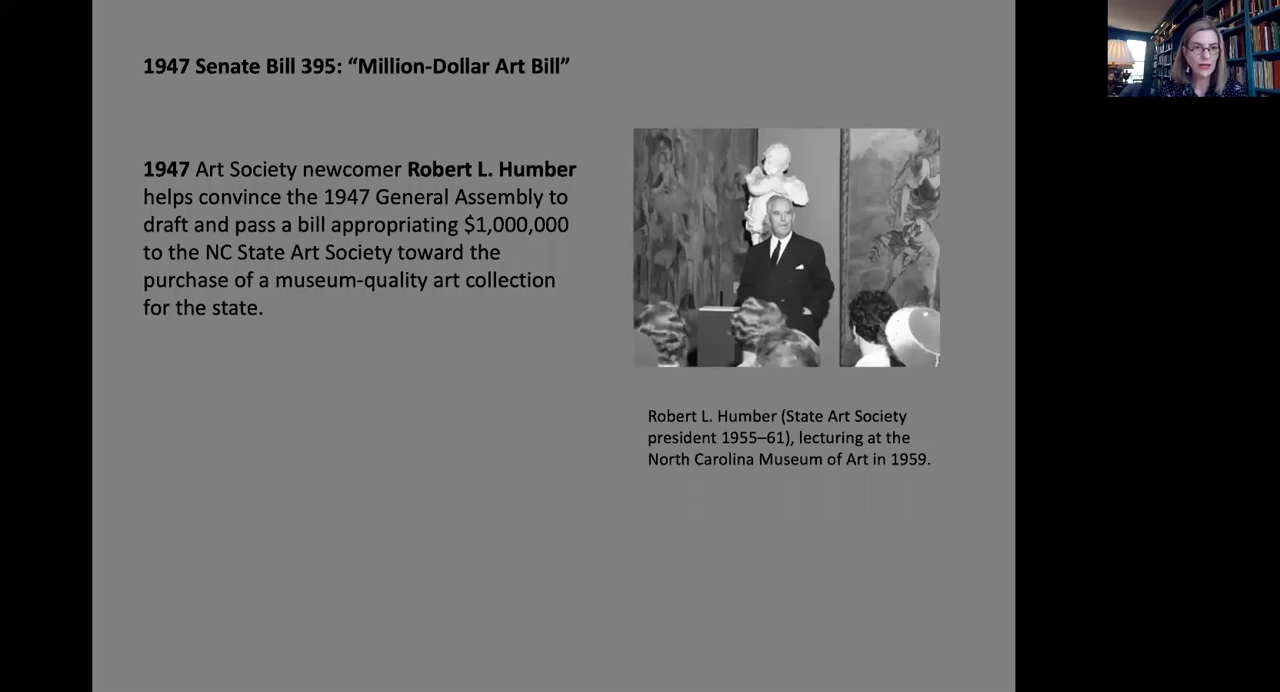 1947 Senate Bill 395: “Million-Dollar Art Bill”
1947 Art Society newcomer Robert L. Humber
helps convince the 1947 General Assembly to
draft and pass a bill appropriating $1,000,000
to the NC State Art Society toward the
purchase of a museum-quality art collection
for the state.
Robert L. Humber (State Art Society
president 1955–61), lecturing at the
North Carolina Museum of Art in 1959.